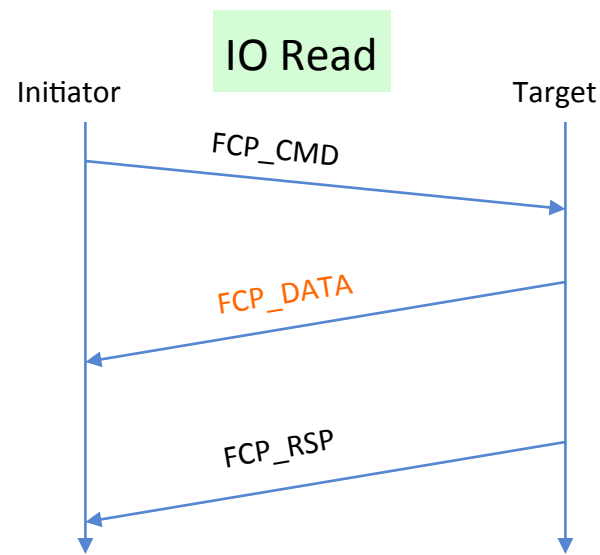 IO Read
Initiator
Target
FCP_CMD
FCP_DATA
FCP_RSP